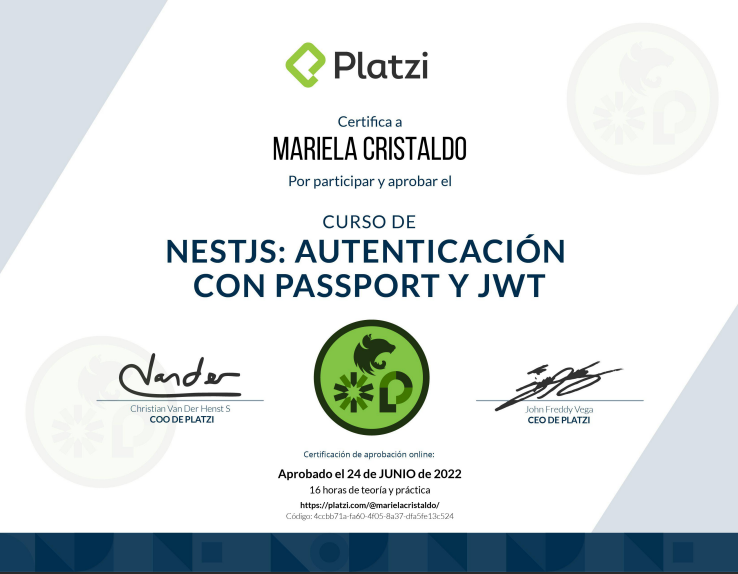 Platzi
Certifica a
MARIELA CRISTALDO
Por participar y aprobar el
CURSO DE
NESTJS: AUTENTICACIÓN
CON PASSPORT Y JWT
Christian Van Der Henst S
COO DE PLATZI
John Freddy Vega
CEO DE PLATZI
Certificación de aprobación online:
Aprobado el 24 de JUNIO de 2022
16 horas de teoría y práctica
https://platzi.com/@marielacristaldo/
Código: 4ccbb71a-fa60-4f05-8a37-dfa5fe13c524